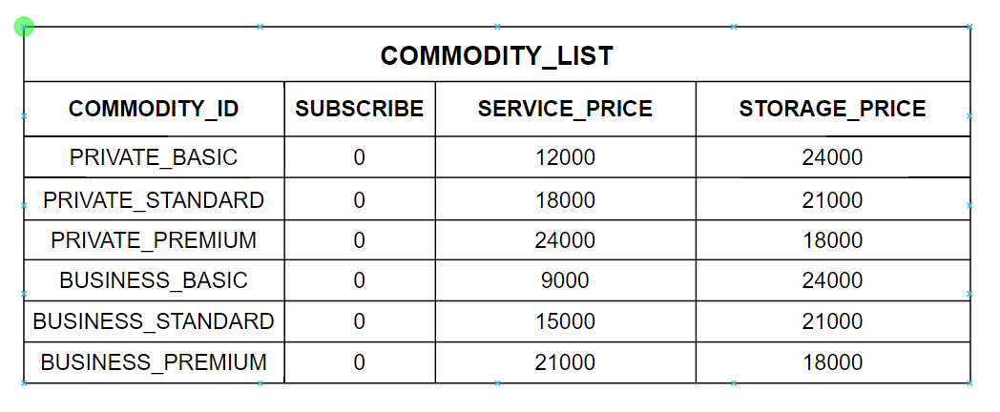 COMMODITY_LIST
COMMODITY_ID SUBSCRIBE SERVICE_PRICE STORAGE_PRICE
PRIVATE_BASIC 0 12000 24000
PRIVATE_STANDARD 0 18000 21000
PRIVATE_PREMIUM 0 24000 18000
BUSINESS_BASIC 0 9000 24000
BUSINESS_STANDARD 0 15000 21000
BUSINESS_PREMIUM 0 21000 18000